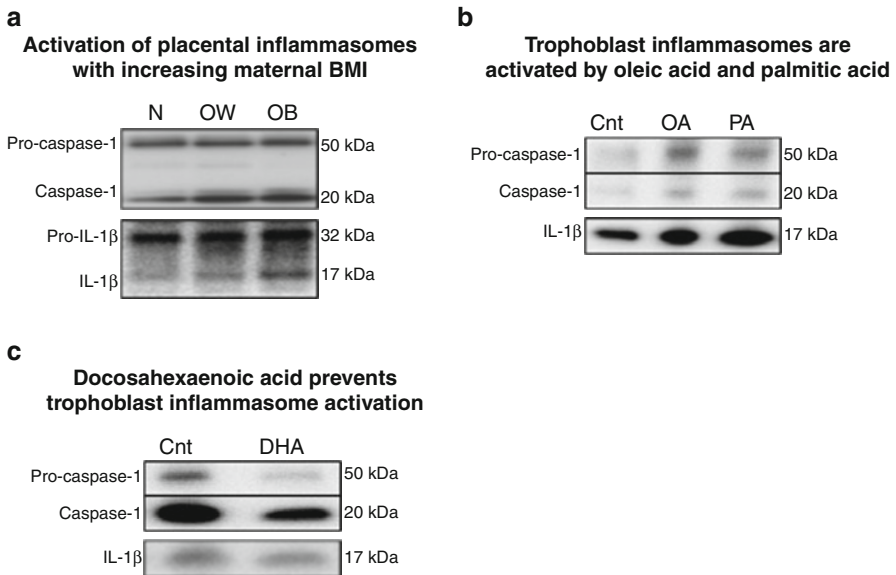 a
Activation of placental inflammasomes
with increasing maternal BMI
N OW OB
Pro-caspase-1 50 kDa
Caspase-1 20 kDa
Pro-IL-1β 32 kDa
IL-1β 17 kDa
b
Trophoblast inflammasomes are
activated by oleic acid and palmitic acid
Cnt OA PA
Pro-caspase-1 50 kDa
Caspase-1 20 kDa
IL-1β 17 kDa
c
Docosahexaenoic acid prevents
trophoblast inflammasome activation
Cnt DHA
Pro-caspase-1 50 kDa
Caspase-1 20 kDa
IL-1β 17 kDa